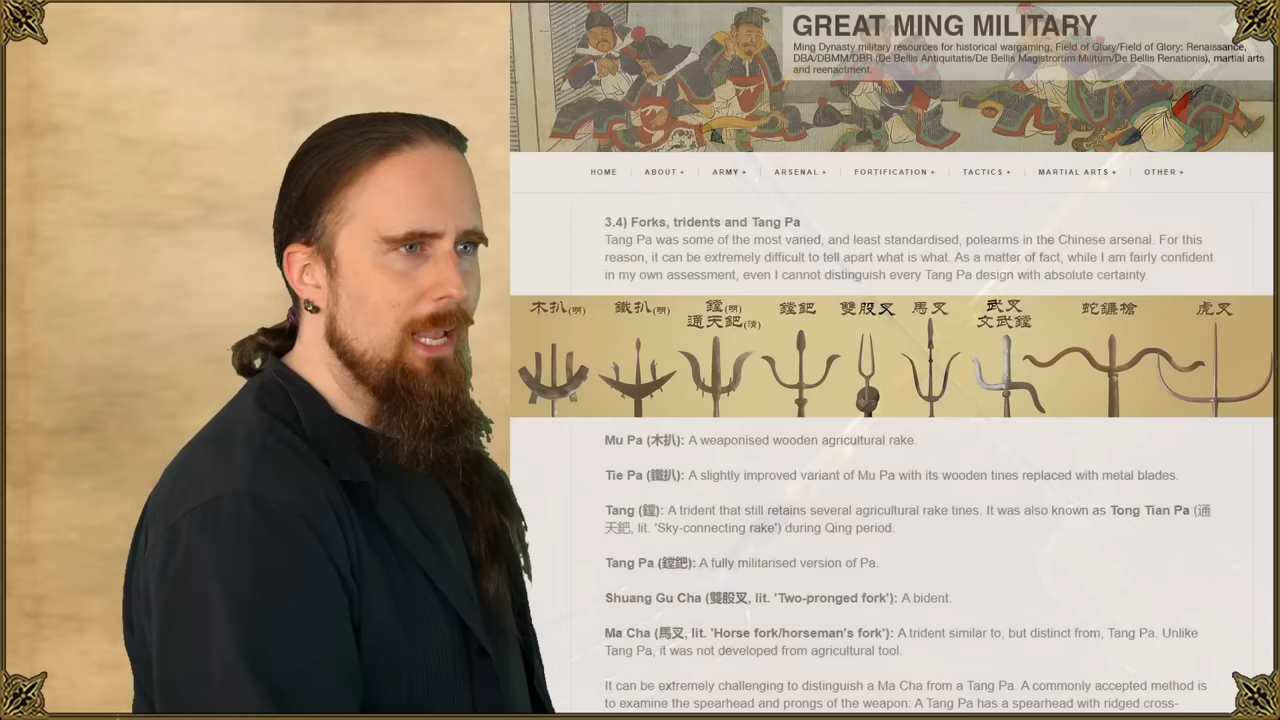 GREAT MING MILITARY
Ming Dynasty military resources for historical wargaming, Field of Glory/Field of Glory: Renaissance,
DBA/DBMM/DBR (De Bellis Antiquitatis/De Bellis Magistrorum Militum/De Bellis Renationis), martial arts
and reenactment.
HOME ABOUT + ARMY + ARSENAL + FORTIFICATION + TACTICS + MARTIAL ARTS + OTHER +
3.4) Forks, tridents and Tang Pa
Tang Pa was some of the most varied, and least standardised, polearms in the Chinese arsenal. For this
reason, it can be extremely difficult to tell apart what is what. As a matter of fact, while I am fairly confident
in my own assessment, even I cannot distinguish every Tang Pa design with absolute certainty.
木扒(明) 鐵扒(明) 鎲(明) 鎲鈀 雙股叉 馬叉 武叉 蛇鐮槍 虎叉
通天鈀(清) 文武鎲
Mu Pa (木扒): A weaponised wooden agricultural rake.
Tie Pa (鐵扒): A slightly improved variant of Mu Pa with its wooden tines replaced with metal blades.
Tang (鎲): A trident that still retains several agricultural rake tines. It was also known as Tong Tian Pa (通
天鈀, lit. 'Sky-connecting rake') during Qing period.
Tang Pa (鎲鈀): A fully militarised version of Pa.
Shuang Gu Cha (雙股叉, lit. 'Two-pronged fork'): A bident.
Ma Cha (馬叉, lit. 'Horse fork/horseman's fork'): A trident similar to, but distinct from, Tang Pa. Unlike
Tang Pa, it was not developed from agricultural tool.
It can be extremely challenging to distinguish a Ma Cha from a Tang Pa. A commonly accepted method is
to examine the spearhead and prongs of the weapon: A Tang Pa has a spearhead with ridged cross-